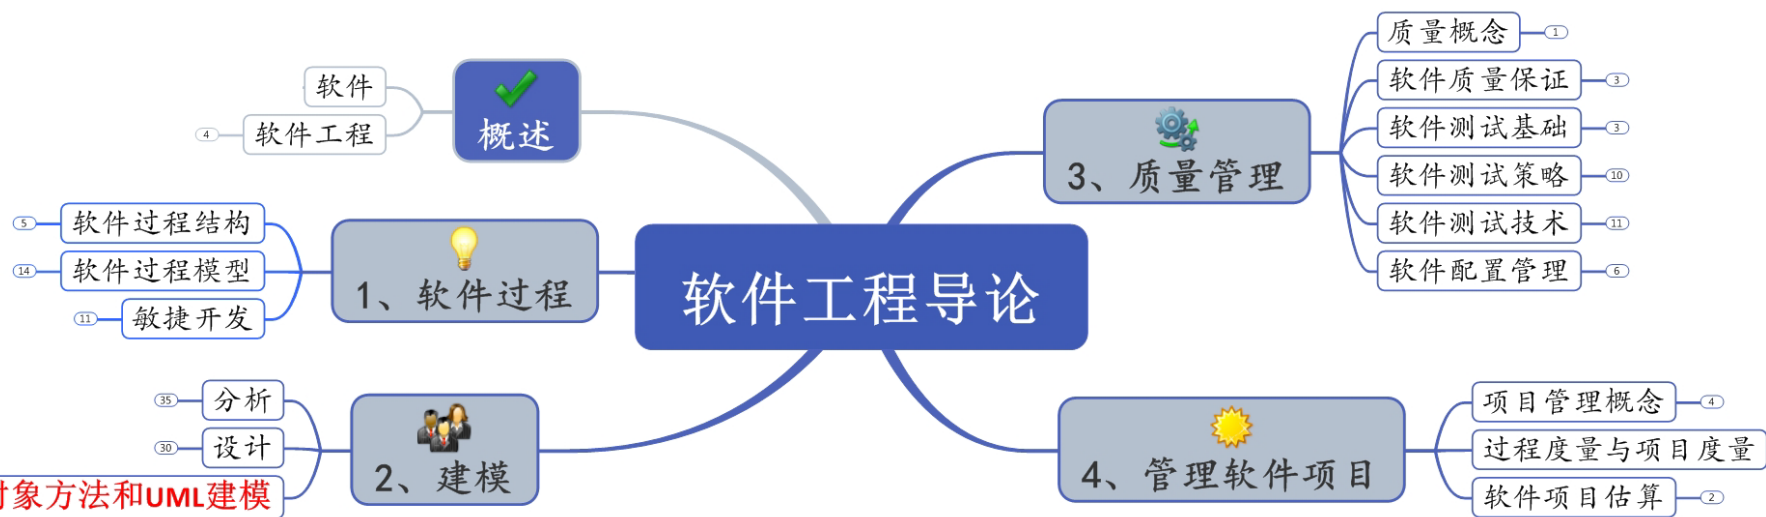 软件工程导论
概述
软件
软件工程
4
1、软件过程
软件过程结构
5
软件过程模型
14
敏捷开发
11
2、建模
分析
35
设计
30
对象方法和UML建模
3、质量管理
质量概念
1
软件质量保证
3
软件测试基础
3
软件测试策略
10
软件测试技术
11
软件配置管理
6
4、管理软件项目
项目管理概念
4
过程度量与项目度量
软件项目估算
2